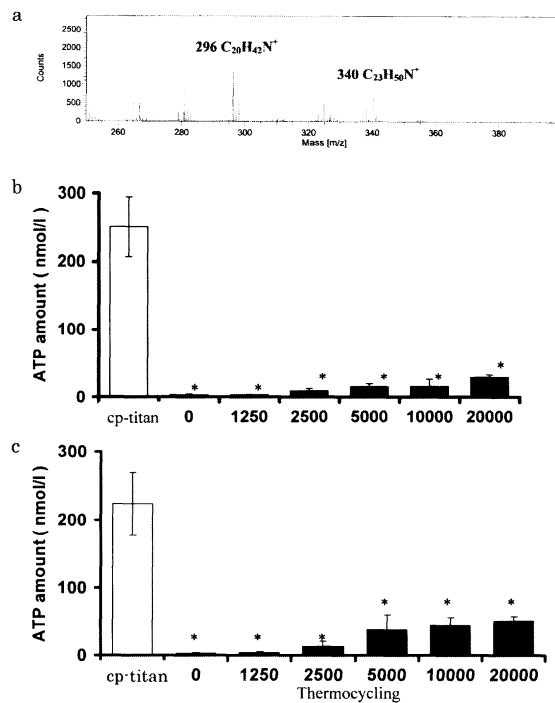 a
2500
2000
1500
1000
500
0
Counts
296 C₂₀H₄₂N⁺
340 C₂₃H₅₀N⁺
260 280 300 320 340 360 380
Mass [m/z]
b
300
200
100
0
ATP amount ( nmol/l )
* * * * * *
cp-titan 0 1250 2500 5000 10000 20000
c
300
200
100
0
ATP amount ( nmol/l)
* * * * * *
cp-titan 0 1250 2500 5000 10000 20000
Thermocycling